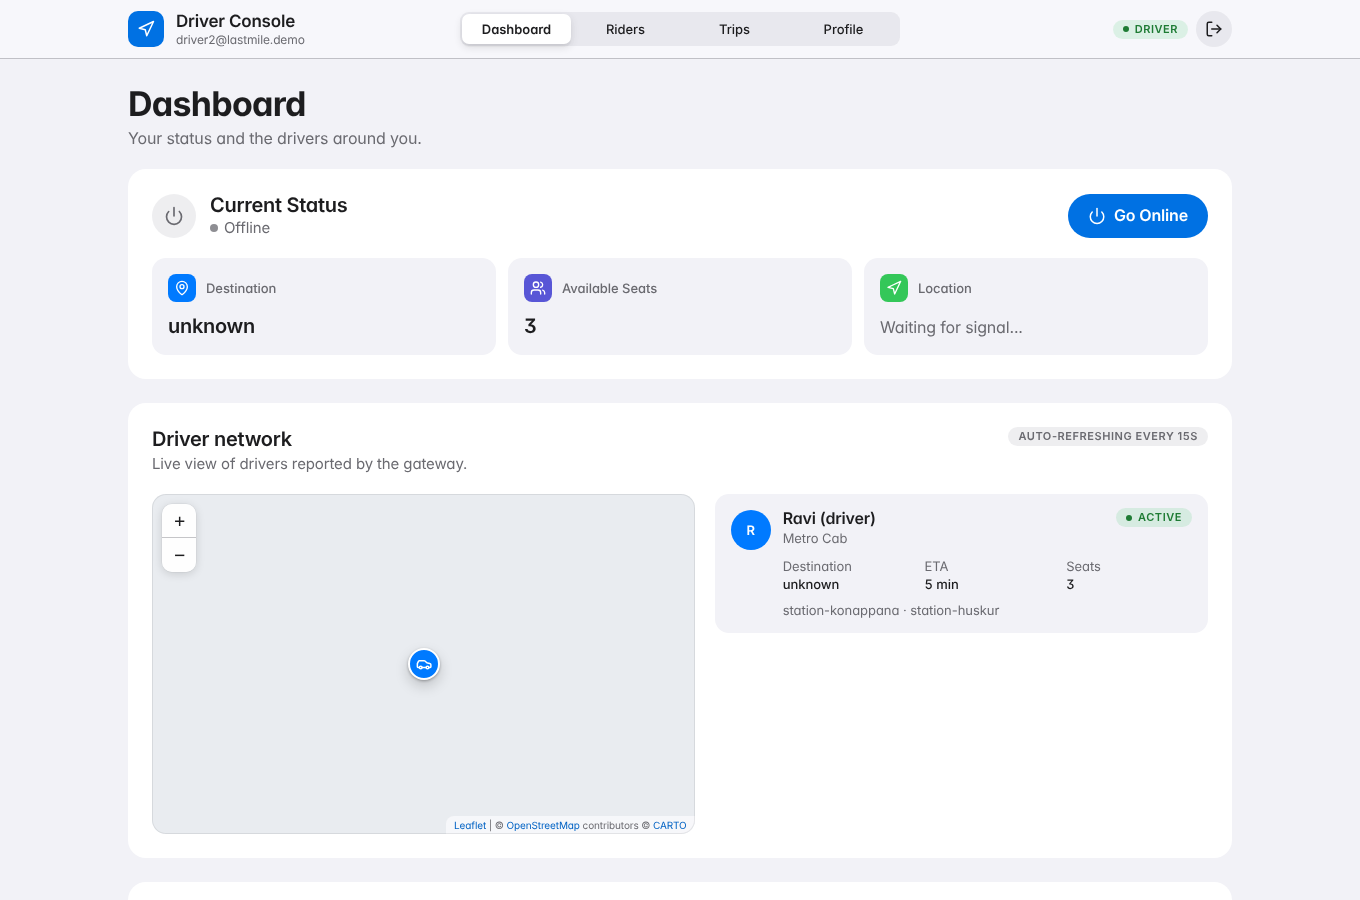 Driver Console
driver2@lastmile.demo
Dashboard
Riders
Trips
Profile
DRIVER
Dashboard
Your status and the drivers around you.
Current Status
Offline
Go Online
Destination
unknown
Available Seats
3
Location
Waiting for signal...
Driver network
Live view of drivers reported by the gateway.
AUTO-REFRESHING EVERY 15S
+
−
Leaflet | © OpenStreetMap contributors © CARTO
R
Ravi (driver)
Metro Cab
ACTIVE
Destination
unknown
ETA
5 min
Seats
3
station-konappana · station-huskur